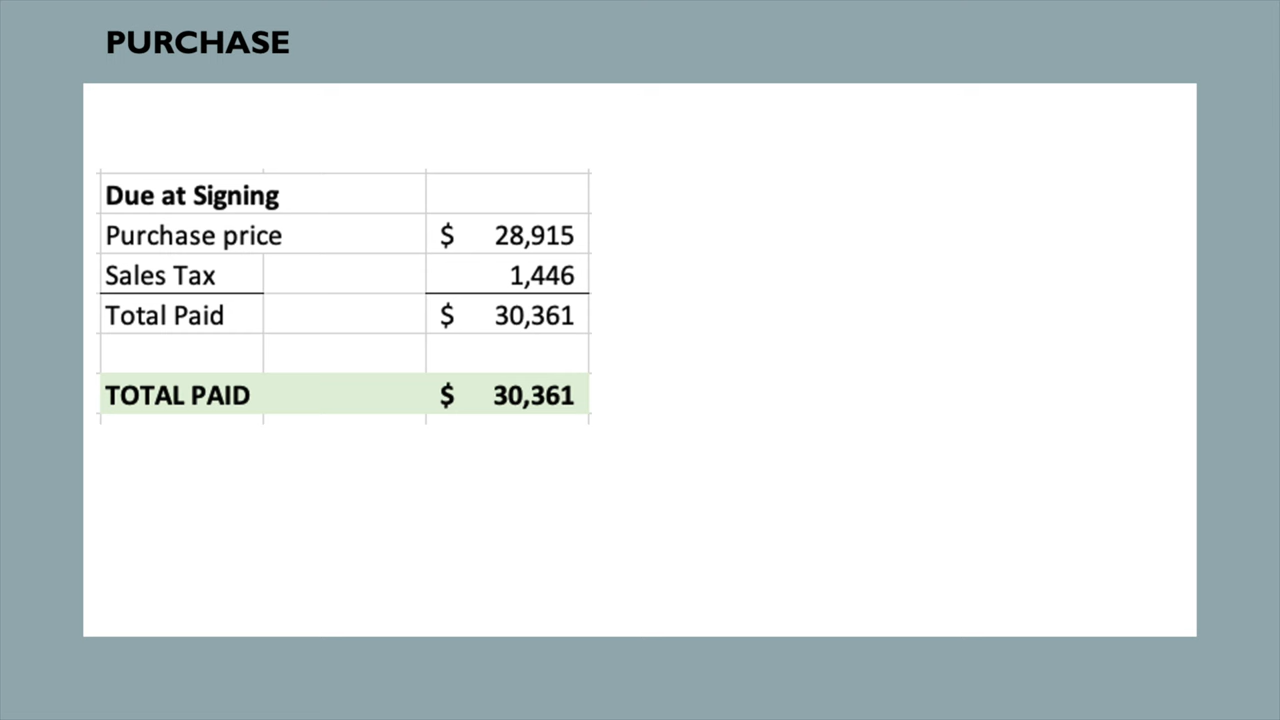 PURCHASE
Due at Signing
Purchase price $ 28,915
Sales Tax 1,446
Total Paid $ 30,361
TOTAL PAID $ 30,361